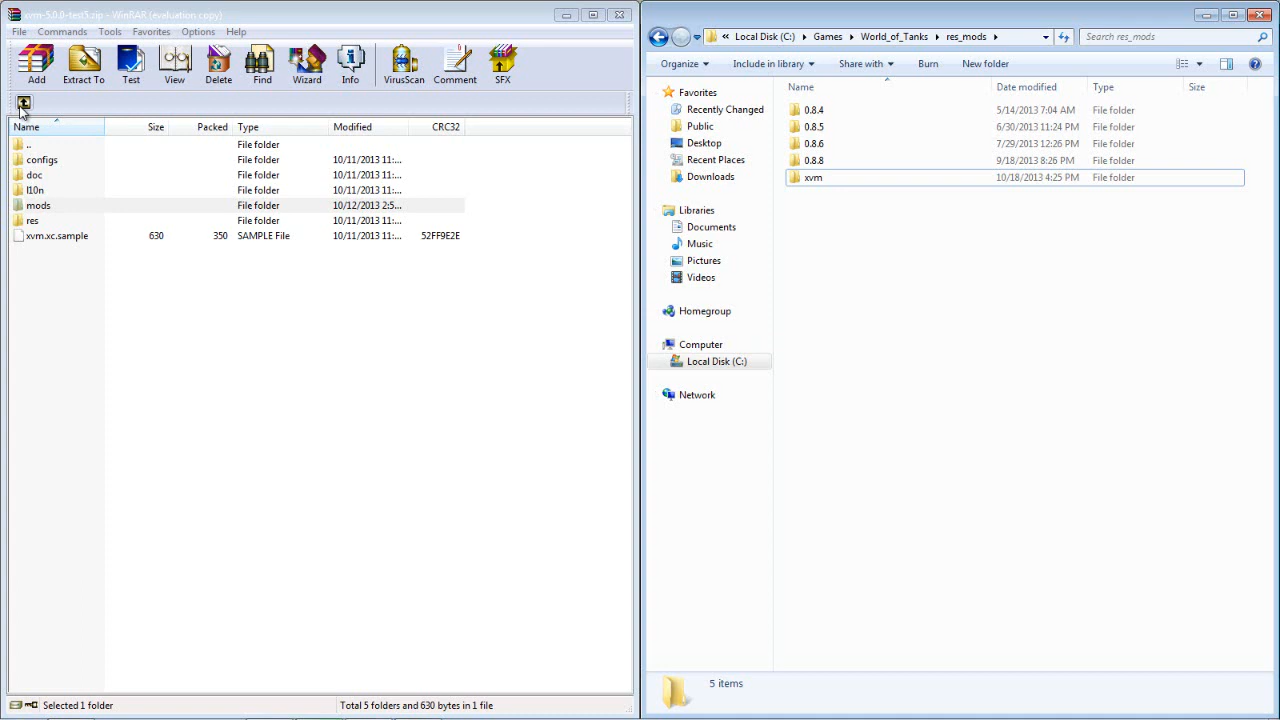 xvm-5.0.0-test5.zip - WinRAR (evaluation copy)
File Commands Tools Favorites Options Help
Add Extract To Test View Delete Find Wizard Info VirusScan Comment SFX
Name Size Packed Type Modified CRC32
.. File folder
configs File folder 10/11/2013 11:...
doc File folder 10/11/2013 11:...
l10n File folder 10/11/2013 11:...
mods File folder 10/12/2013 2:5...
res File folder 10/11/2013 11:...
xvm.xc.sample 630 350 SAMPLE File 10/11/2013 11:... 52FF9E2E
Selected 1 folder
Total 5 folders and 630 bytes in 1 file
« Local Disk (C:) Games World_of_Tanks res_mods
Search res_mods
Organize Include in library Share with Burn New folder
Favorites
Recently Changed
Public
Desktop
Recent Places
Downloads
Libraries
Documents
Music
Pictures
Videos
Homegroup
Computer
Local Disk (C:)
Network
Name Date modified Type Size
0.8.4 5/14/2013 7:04 AM File folder
0.8.5 6/30/2013 11:24 PM File folder
0.8.6 7/29/2013 12:26 PM File folder
0.8.8 9/18/2013 8:26 PM File folder
xvm 10/18/2013 4:25 PM File folder
5 items